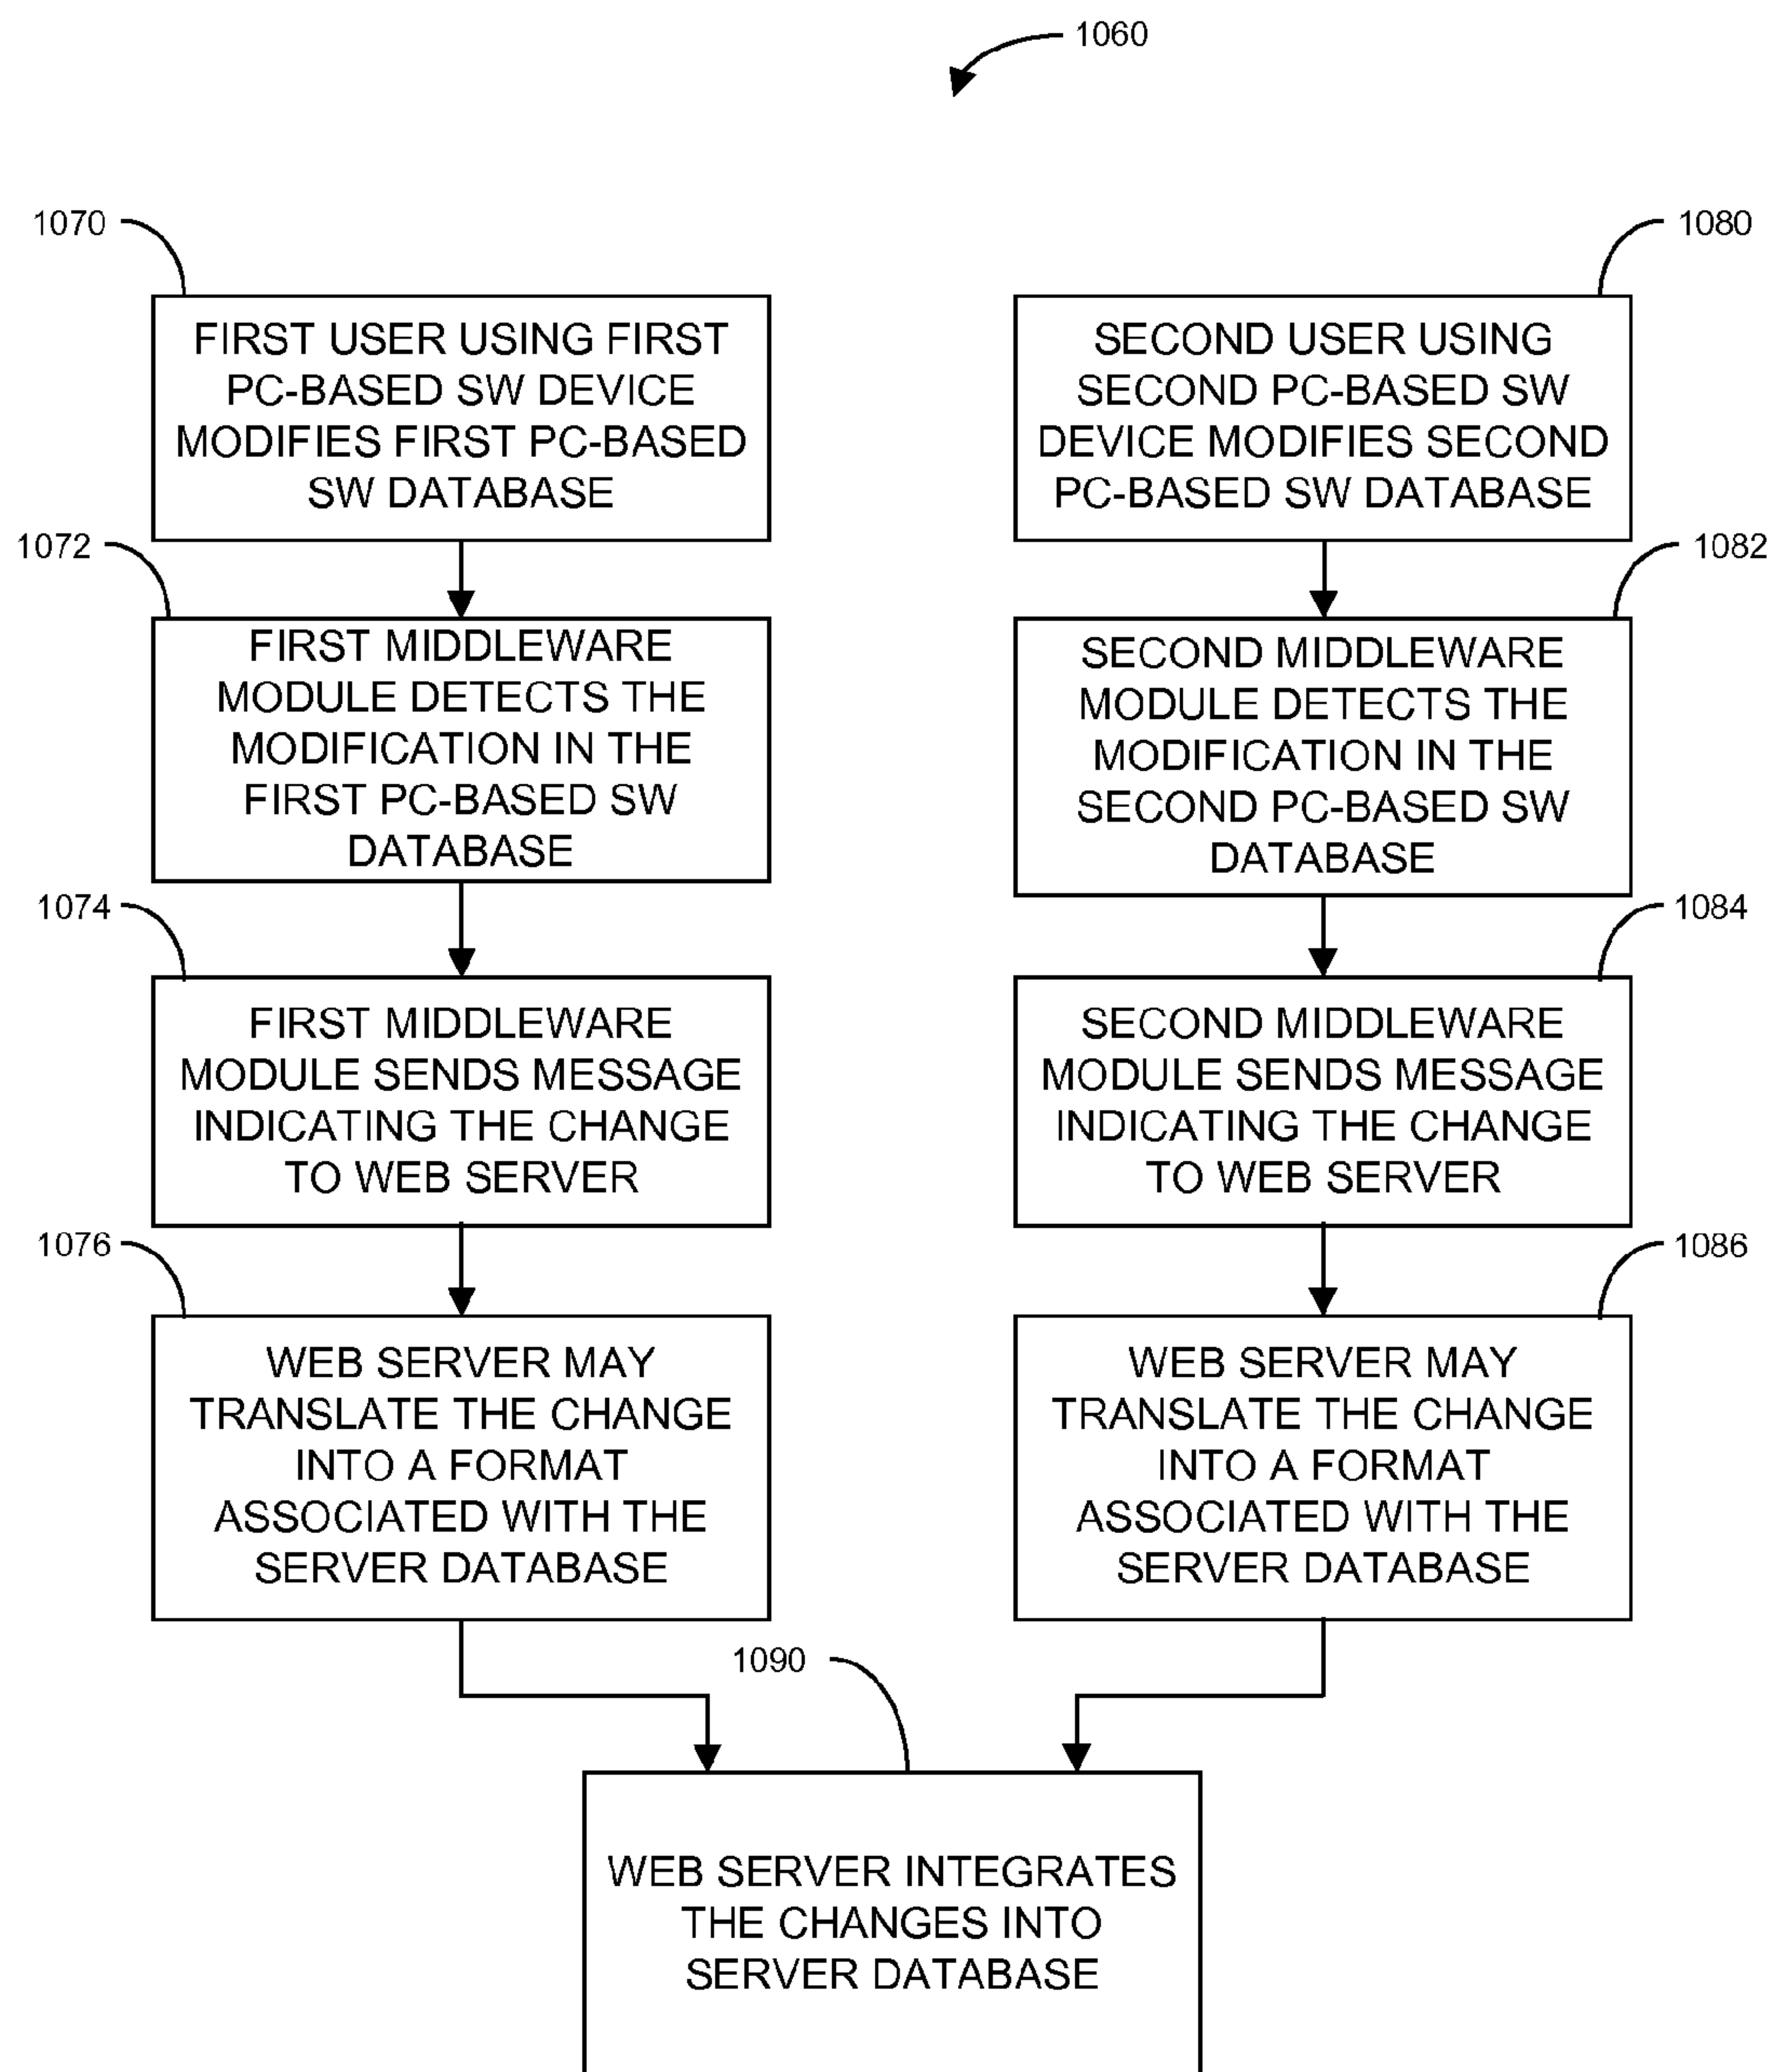 1060
1070
FIRST USER USING FIRST
PC-BASED SW DEVICE
MODIFIES FIRST PC-BASED
SW DATABASE
1080
SECOND USER USING
SECOND PC-BASED SW
DEVICE MODIFIES SECOND
PC-BASED SW DATABASE
1072
FIRST MIDDLEWARE
MODULE DETECTS THE
MODIFICATION IN THE
FIRST PC-BASED SW
DATABASE
1082
SECOND MIDDLEWARE
MODULE DETECTS THE
MODIFICATION IN THE
SECOND PC-BASED SW
DATABASE
1074
FIRST MIDDLEWARE
MODULE SENDS MESSAGE
INDICATING THE CHANGE
TO WEB SERVER
1084
SECOND MIDDLEWARE
MODULE SENDS MESSAGE
INDICATING THE CHANGE
TO WEB SERVER
1076
WEB SERVER MAY
TRANSLATE THE CHANGE
INTO A FORMAT
ASSOCIATED WITH THE
SERVER DATABASE
1086
WEB SERVER MAY
TRANSLATE THE CHANGE
INTO A FORMAT
ASSOCIATED WITH THE
SERVER DATABASE
1090
WEB SERVER INTEGRATES
THE CHANGES INTO
SERVER DATABASE